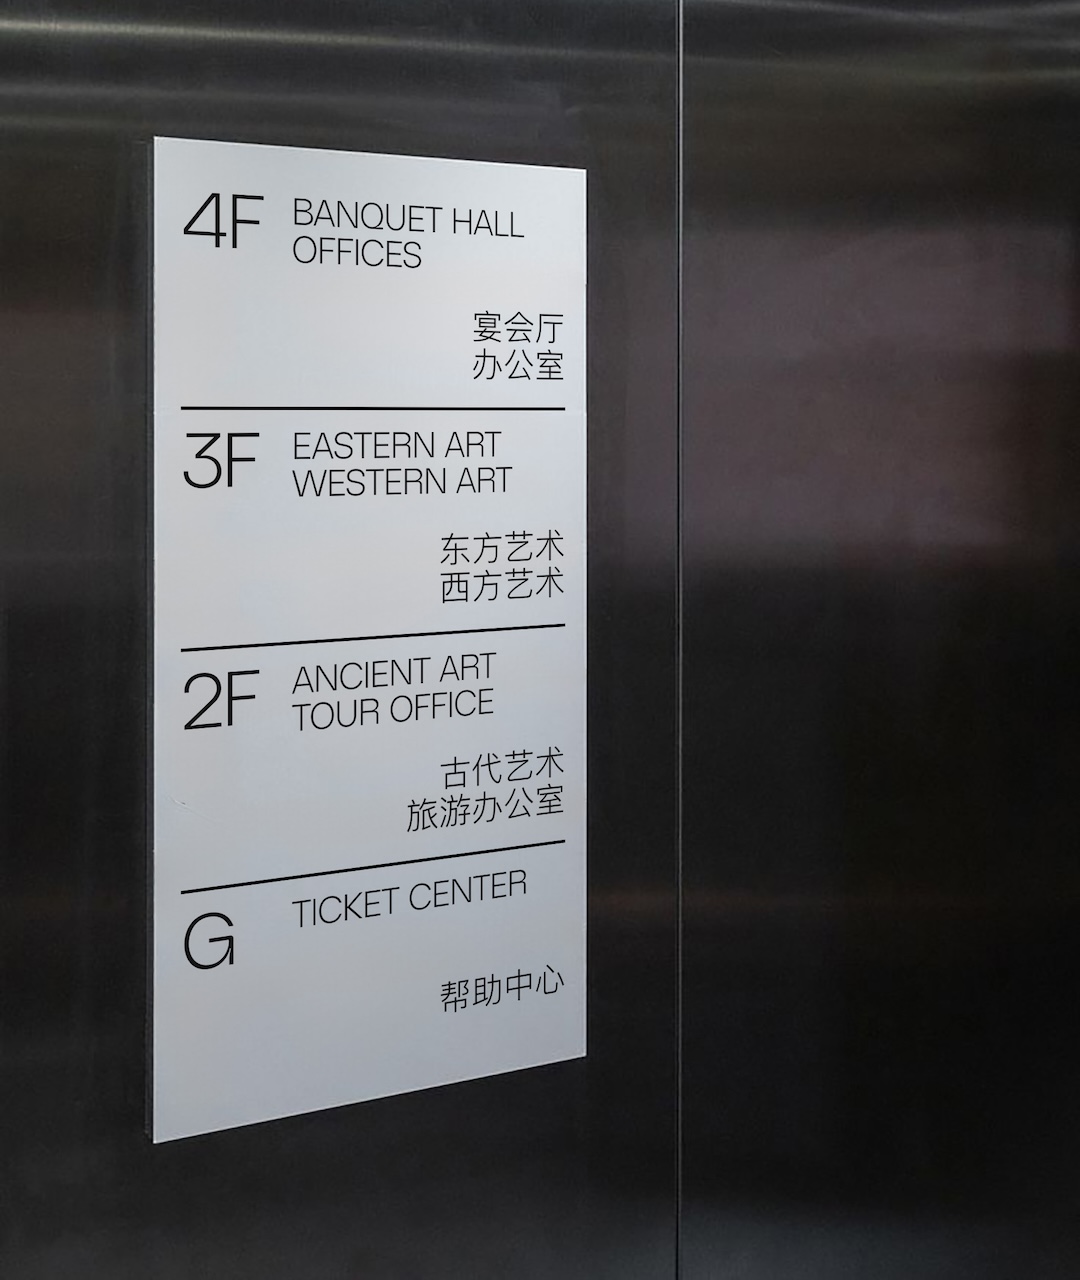 4F BANQUET HALL
OFFICES
宴会厅
办公室
3F EASTERN ART
WESTERN ART
东方艺术
西方艺术
2F ANCIENT ART
TOUR OFFICE
古代艺术
旅游办公室
G TICKET CENTER
帮助中心